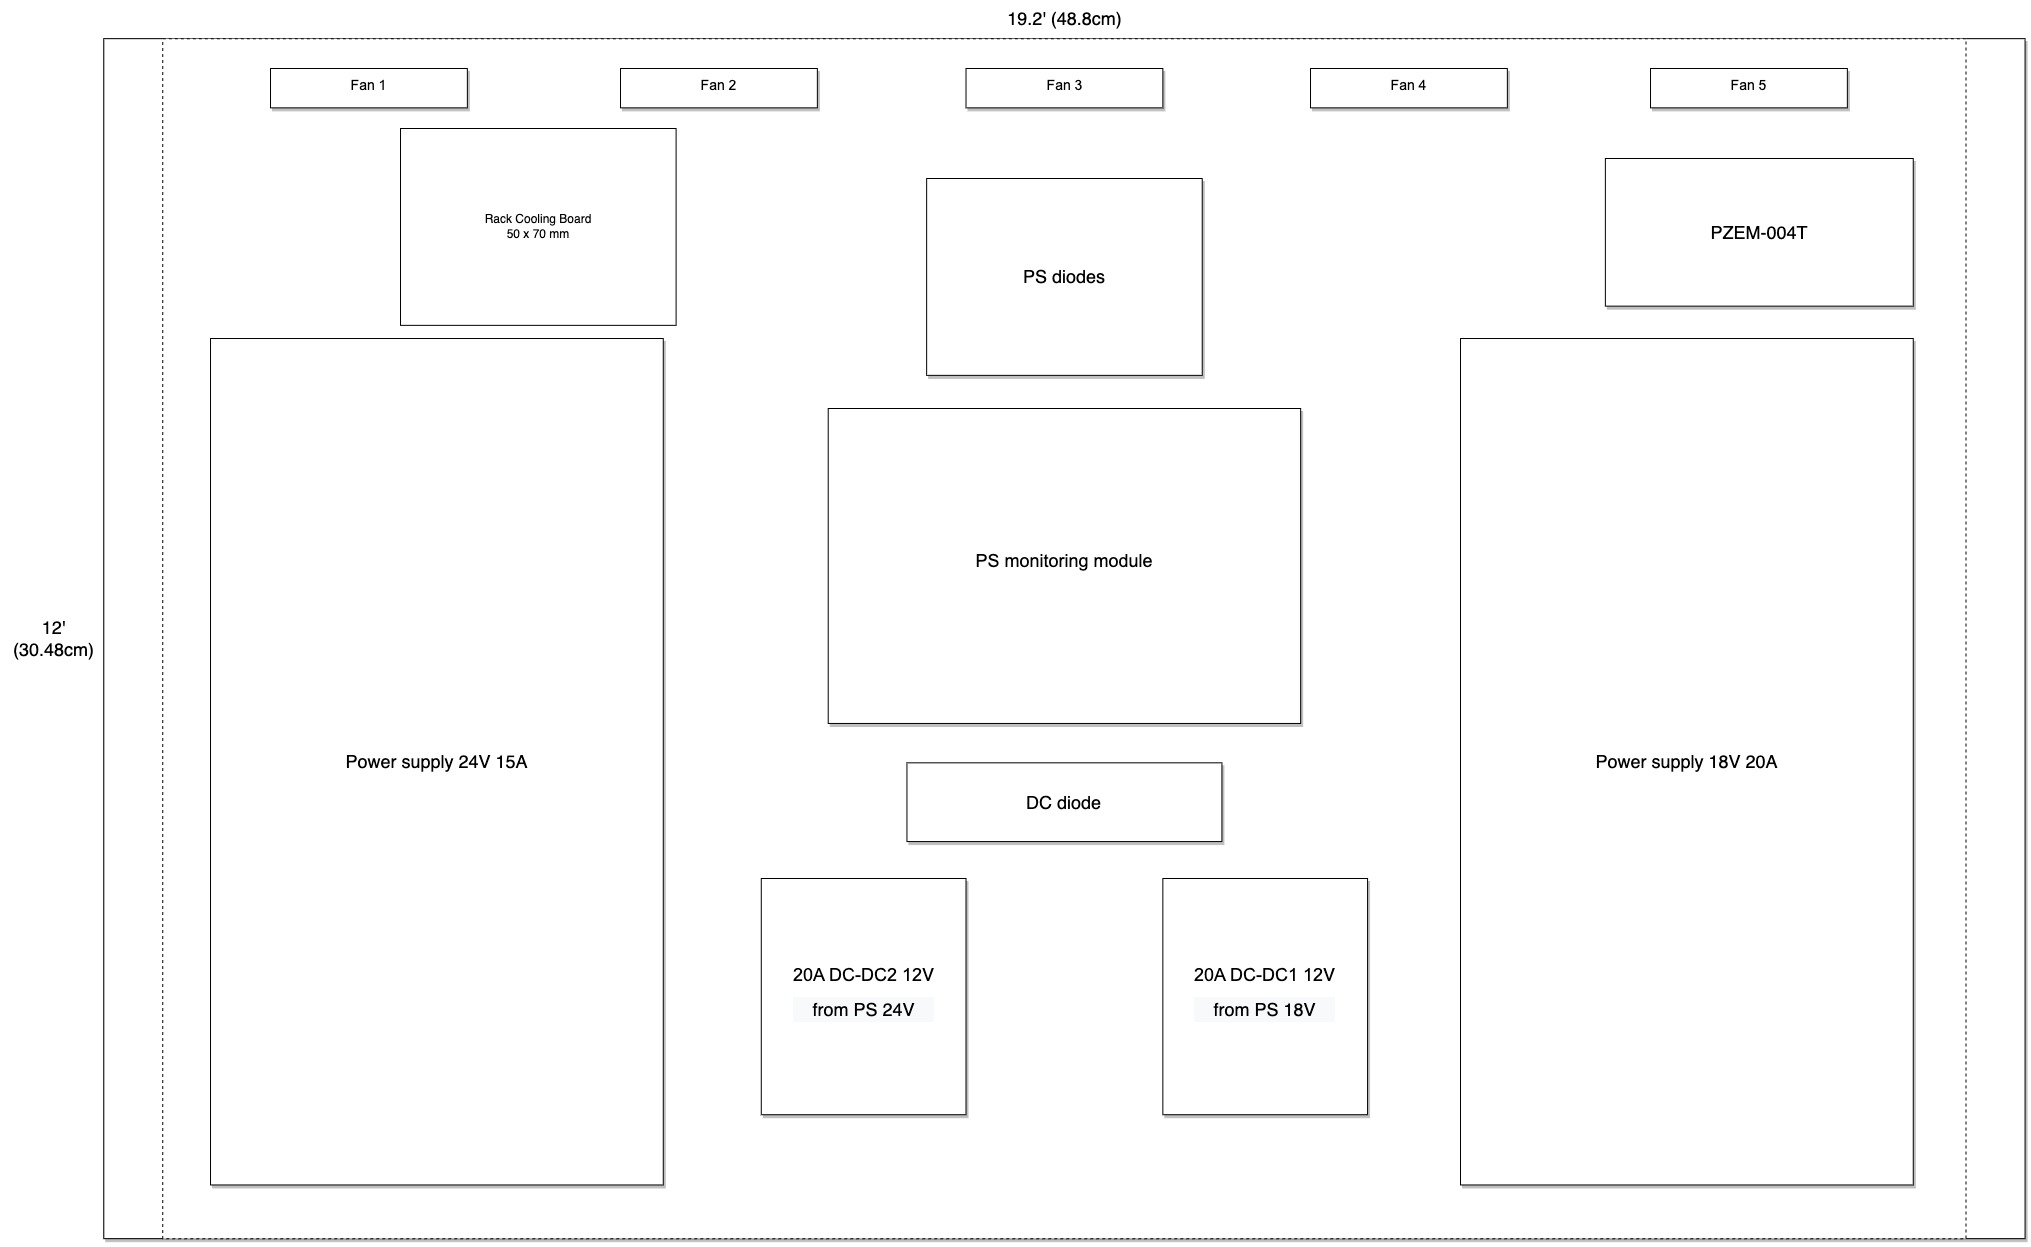 19.2' (48.8cm)
Fan 1
Fan 2
Fan 3
Fan 4
Fan 5
Rack Cooling Board
50 x 70 mm
PS diodes
PZEM-004T
PS monitoring module
12'
(30.48cm)
Power supply 24V 15A
Power supply 18V 20A
DC diode
20A DC-DC2 12V
from PS 24V
20A DC-DC1 12V
from PS 18V